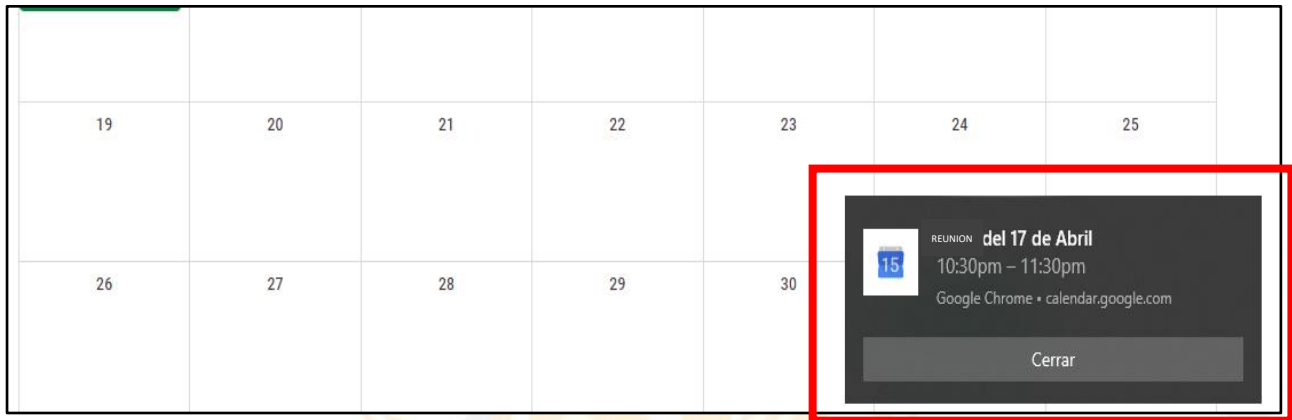 19 20 21 22 23 24 25
26 27 28 29 30
15
REUNION del 17 de Abril
10:30pm – 11:30pm
Google Chrome • calendar.google.com
Cerrar